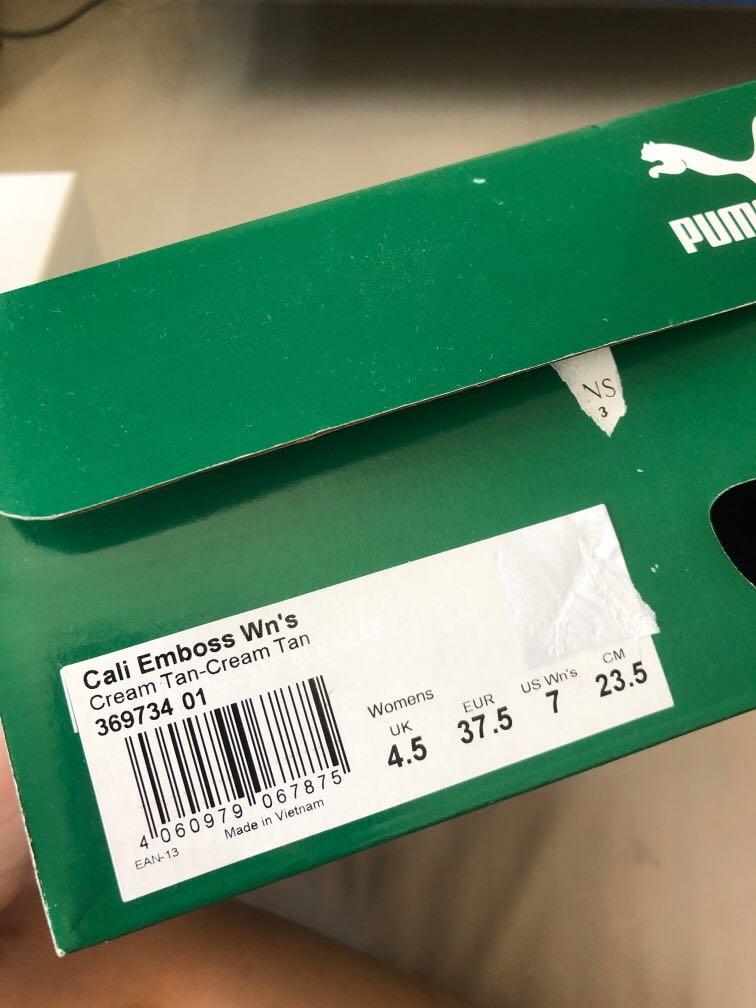 PUM
NS
3
Cali Emboss Wn's
Cream Tan-Cream Tan
369734 01
4 060979 067875
EAN-13
Made in Vietnam
Womens
UK
4.5
EUR
37.5
US Wn's
7
CM
23.5